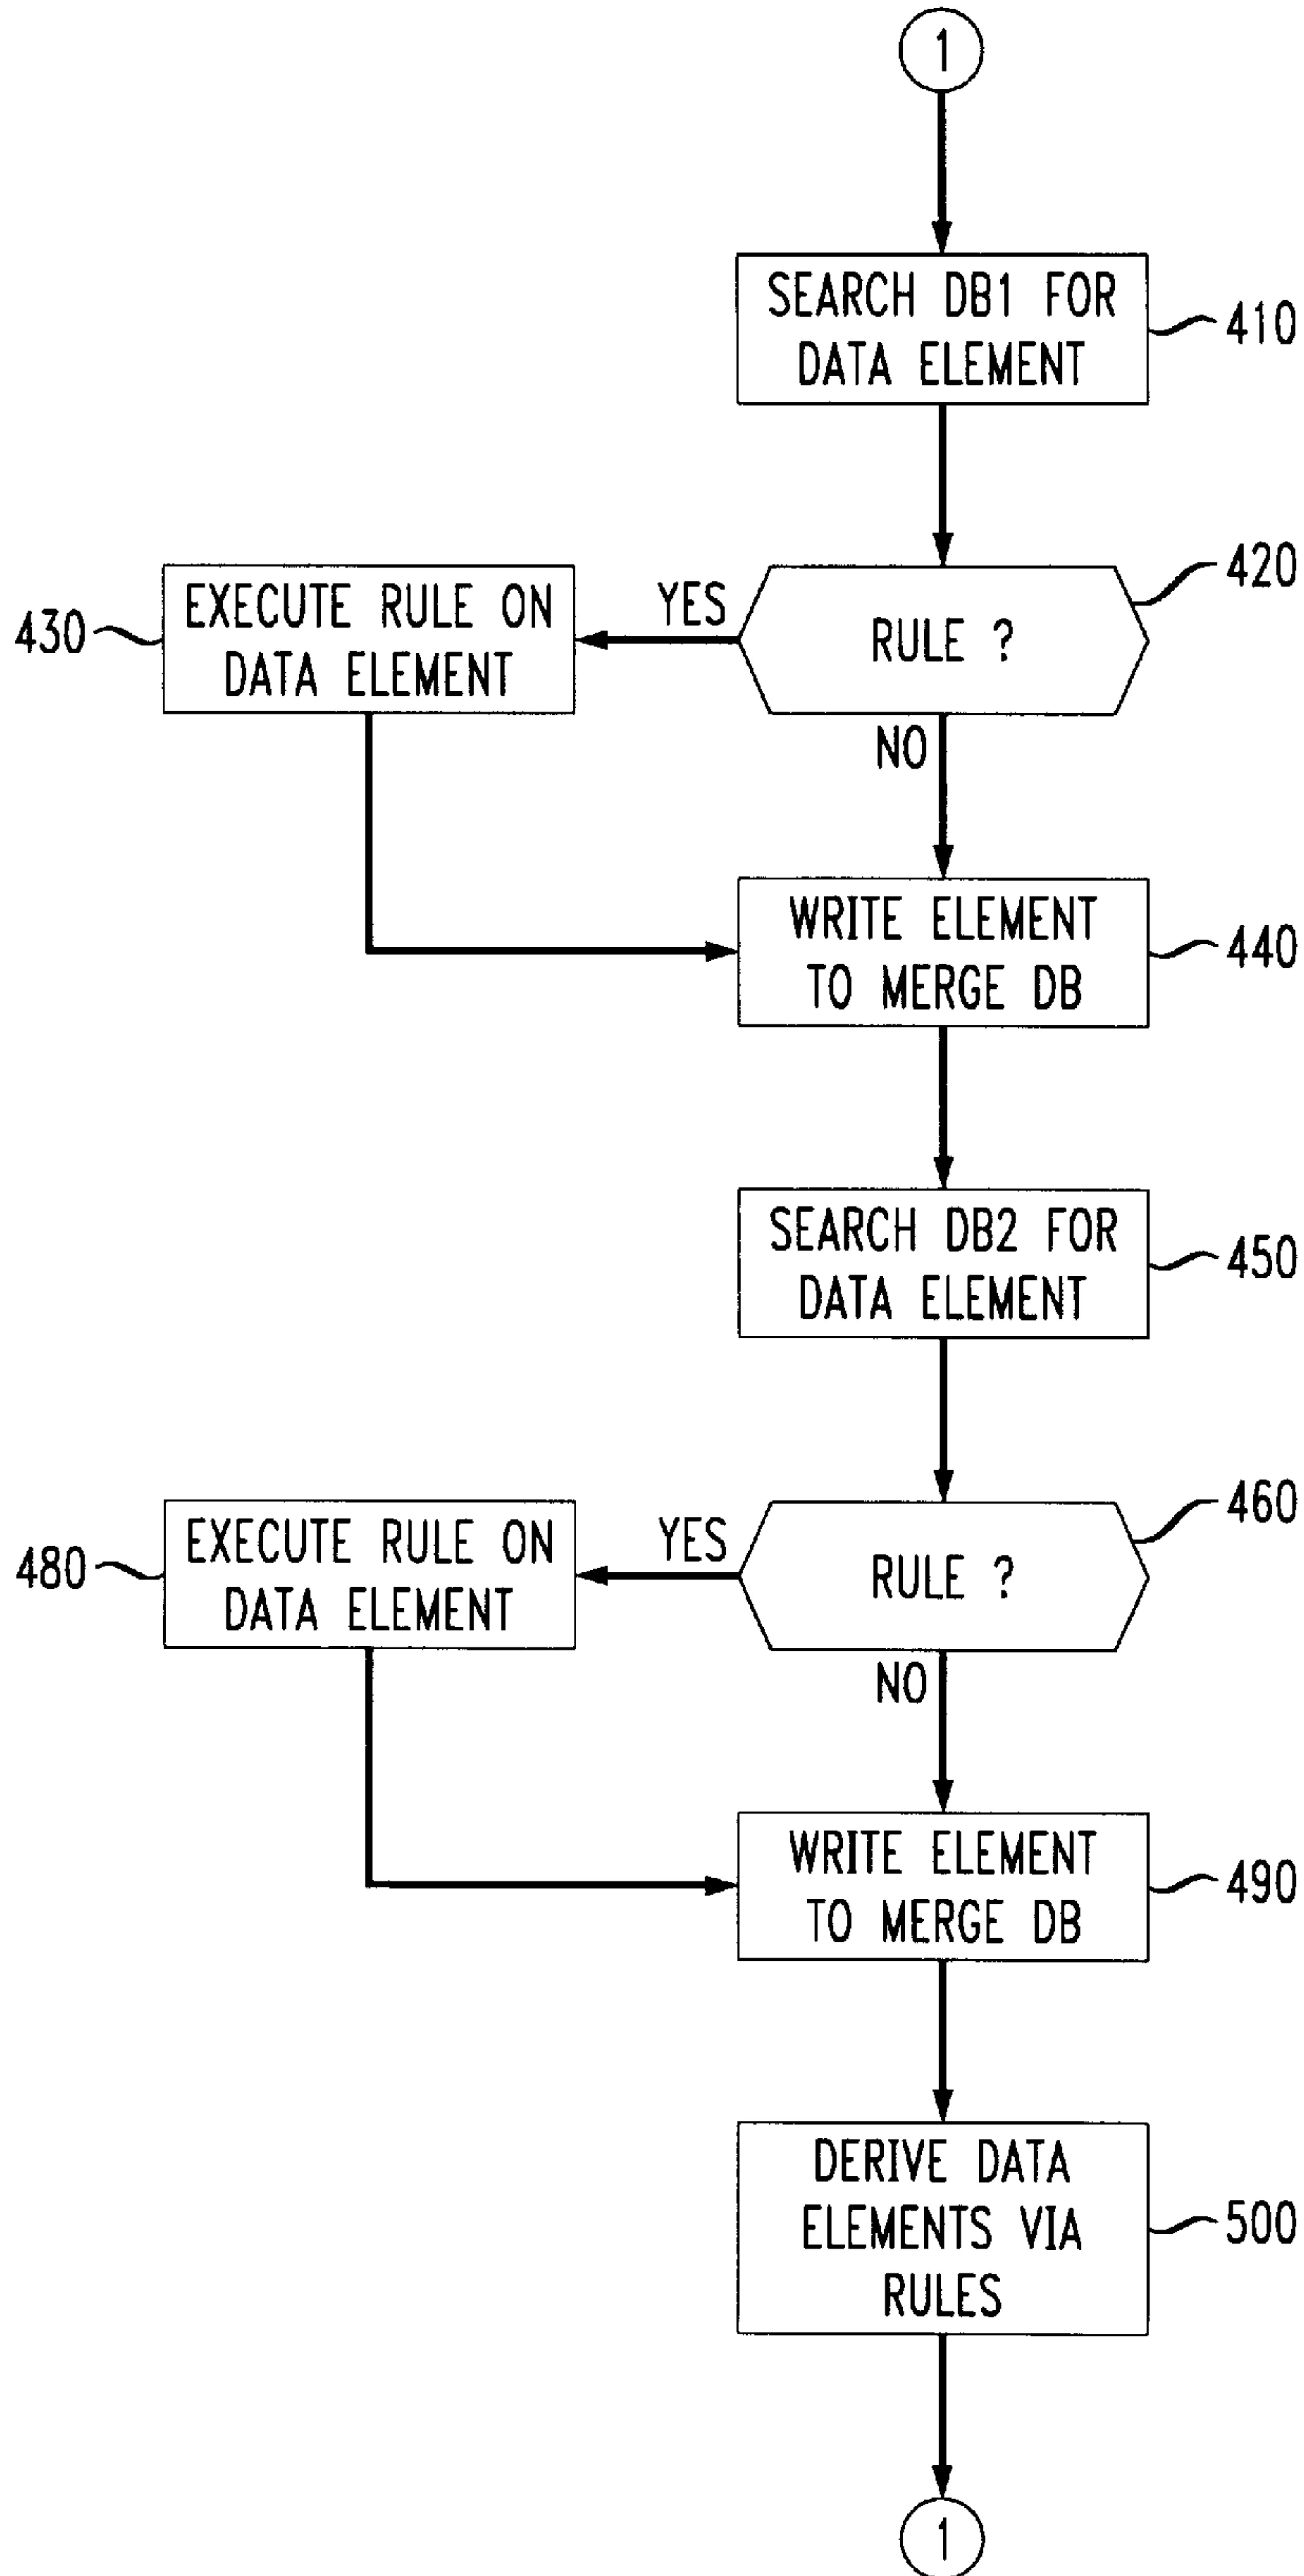 1
SEARCH DB1 FOR
DATA ELEMENT
410
420
RULE ?
YES
EXECUTE RULE ON
DATA ELEMENT
430
NO
WRITE ELEMENT
TO MERGE DB
440
SEARCH DB2 FOR
DATA ELEMENT
450
460
RULE ?
YES
EXECUTE RULE ON
DATA ELEMENT
480
NO
WRITE ELEMENT
TO MERGE DB
490
DERIVE DATA
ELEMENTS VIA
RULES
500
1